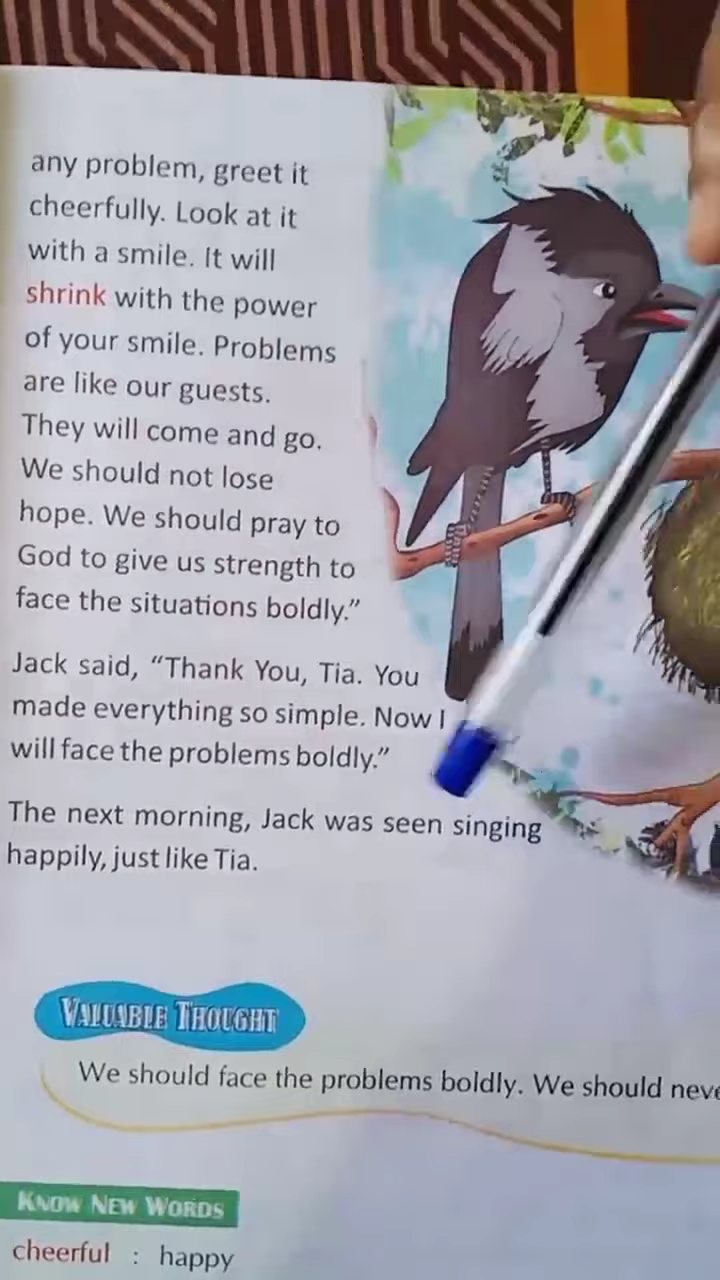 any problem, greet it
cheerfully. Look at it
with a smile. It will
shrink with the power
of your smile. Problems
are like our guests.
They will come and go.
We should not lose
hope. We should pray to
God to give us strength to
face the situations boldly.”
Jack said, “Thank You, Tia. You
made everything so simple. Now I
will face the problems boldly.”
The next morning, Jack was seen singing
happily, just like Tia.
VALUABLE THOUGHT
We should face the problems boldly. We should
KNOW NEW WORDS
cheerful : happy